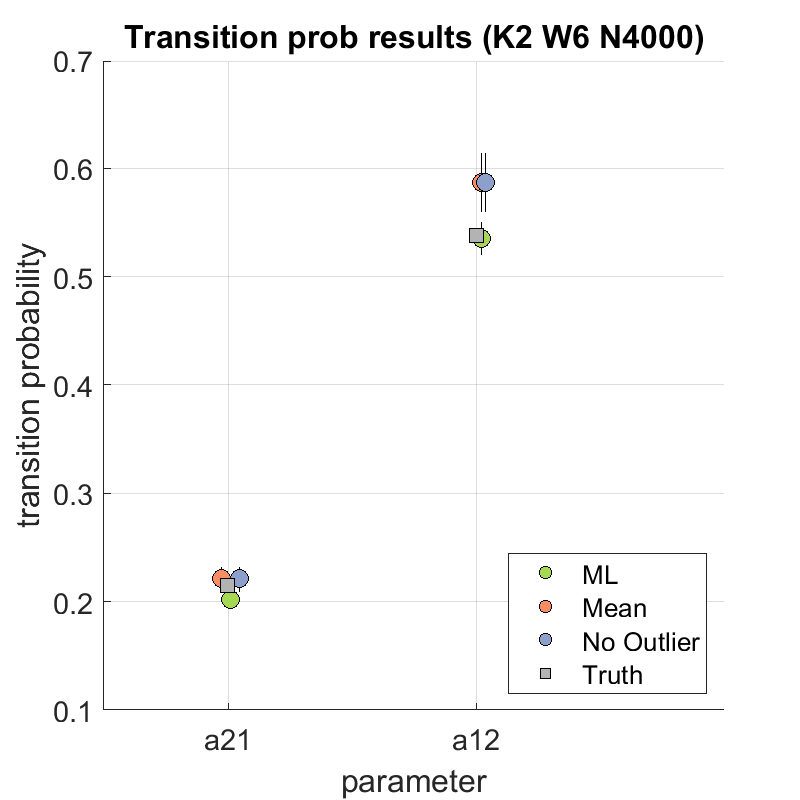 Transition prob results (K2 W6 N4000)
0.7
0.6
0.5
0.4
0.3
0.2
0.1
transition probability
a21
a12
parameter
ML
Mean
No Outlier
Truth